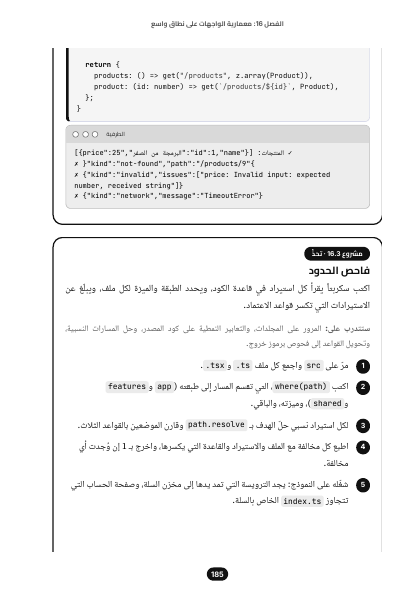 الفصل 16: معمارية الواجهات على نطاق واسع
return {
products: () => get("/products", z.array(Product)),
product: (id: number) => get(`/products/${id}`, Product),
};
}
الطرفية
✓ المنتجات: [{"id":1,"name":"البرمجة من الصفر","price":25}]
✗ {"kind":"not-found","path":"/products/9"}
✗ {"kind":"invalid","issues":["price: Invalid input: expected
number, received string"]}
✗ {"kind":"network","message":"TimeoutError"}
مشروع 16.3 · تحدٍّ
فاحص الحدود
اكتب سكربتاً يقرأ كل استيراد في قاعدة الكود، ويحدد الطبقة والميزة لكل ملف، ويبلّغ عن
الاستيرادات التي تكسر قواعد الاعتماد.
ستتدرب على: المرور على المجلدات، والتعابير النمطية على كود المصدر، وحل المسارات النسبية،
وتحويل القواعد إلى فحوص برموز خروج.
1 مرّ على src واجمع كل ملف .ts و .tsx.
2 اكتب where(path)، التي تقسم المسار إلى طبقته (app و features
و shared)، وميزته، والباقي.
3 لكل استيراد نسبي حلّ الهدف بـ path.resolve وقارن الموضعين بالقواعد الثلاث.
4 اطبع كل مخالفة مع الملف والاستيراد والقاعدة التي يكسرها، واخرج بـ 1 إن وُجدت أي
مخالفة.
5 شغّله على النموذج: يجد الترويسة التي تمد يدها إلى مخزن السلة، وصفحة الحساب التي
تتجاوز index.ts الخاص بالسلة.
185